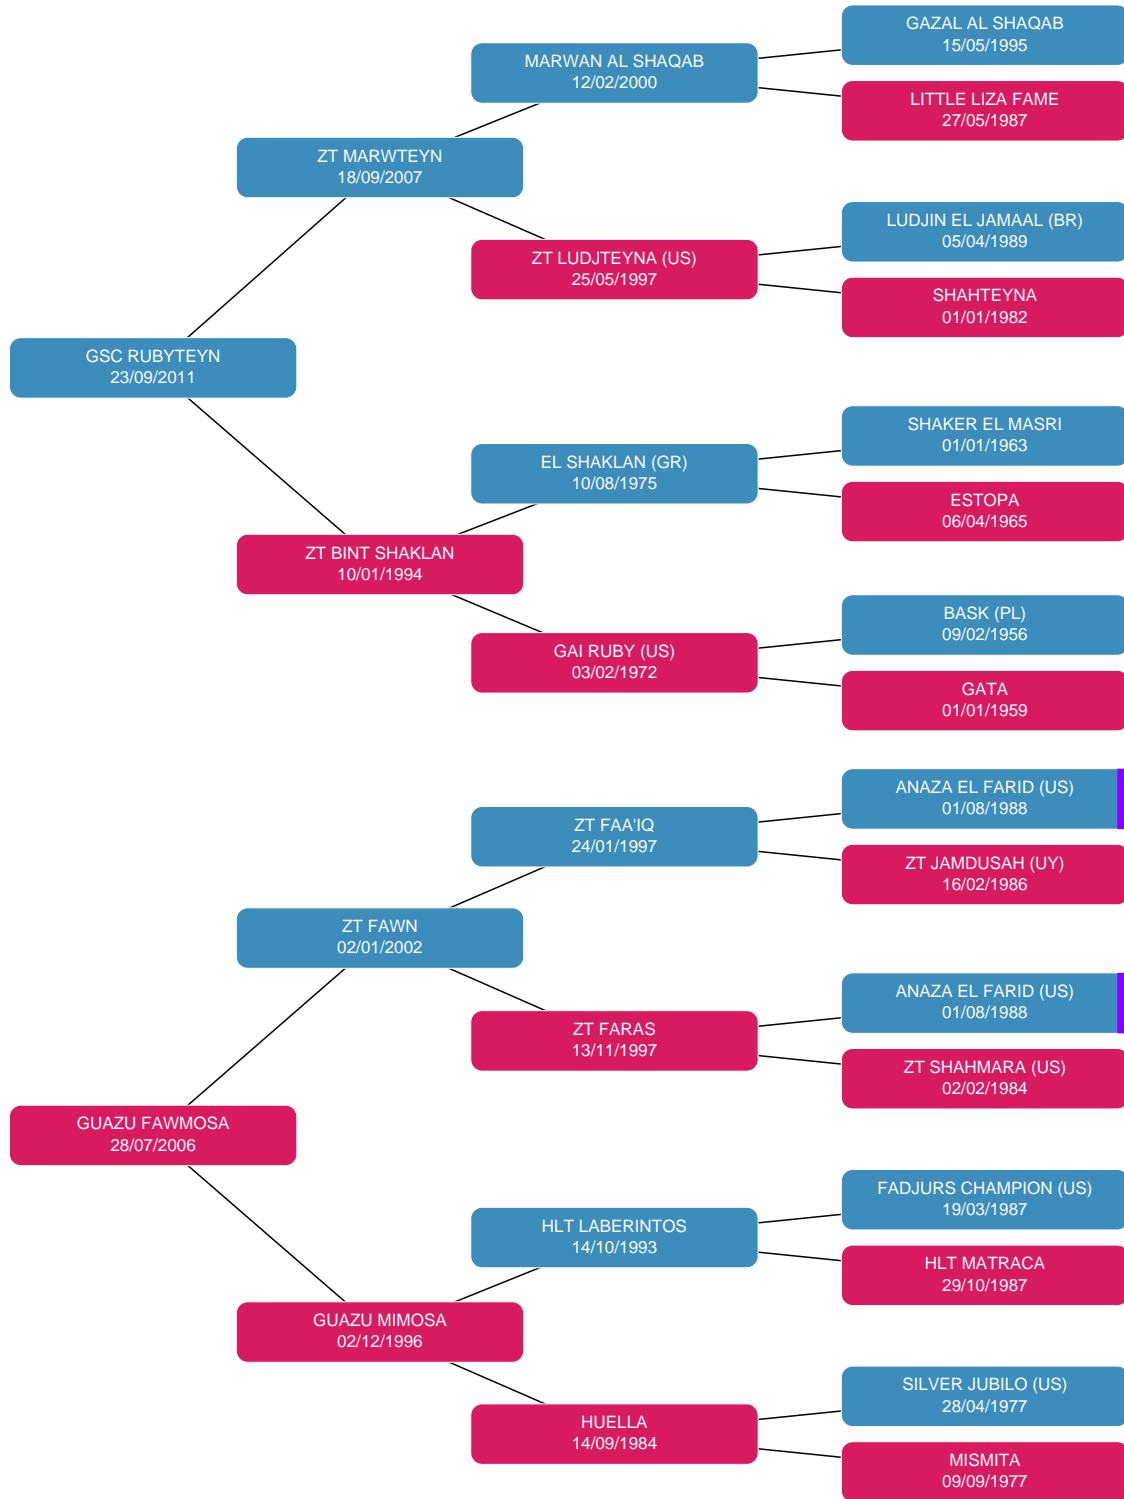 GAZAL AL SHAQAB
15/05/1995
MARWAN AL SHAQAB
12/02/2000
LITTLE LIZA FAME
27/05/1987
ZT MARWTEYN
18/09/2007
LUDJIN EL JAMAAL (BR)
05/04/1989
ZT LUDJTEYNA (US)
25/05/1997
SHAHTEYNA
01/01/1982
GSC RUBYTEYN
23/09/2011
SHAKER EL MASRI
01/01/1963
EL SHAKLAN (GR)
10/08/1975
ESTOPA
06/04/1965
ZT BINT SHAKLAN
10/01/1994
BASK (PL)
09/02/1956
GAI RUBY (US)
03/02/1972
GATA
01/01/1959
ANAZA EL FARID (US)
01/08/1988
ZT FAA'IQ
24/01/1997
ZT JAMDUSAH (UY)
16/02/1986
ZT FAWN
02/01/2002
ANAZA EL FARID (US)
01/08/1988
ZT FARAS
13/11/1997
ZT SHAHMARA (US)
02/02/1984
GUAZU FAWMOSA
28/07/2006
FADJURS CHAMPION (US)
19/03/1987
HLT LABERINTOS
14/10/1993
HLT MATRACA
29/10/1987
GUAZU MIMOSA
02/12/1996
SILVER JUBILO (US)
28/04/1977
HUELLA
14/09/1984
MISMITA
09/09/1977